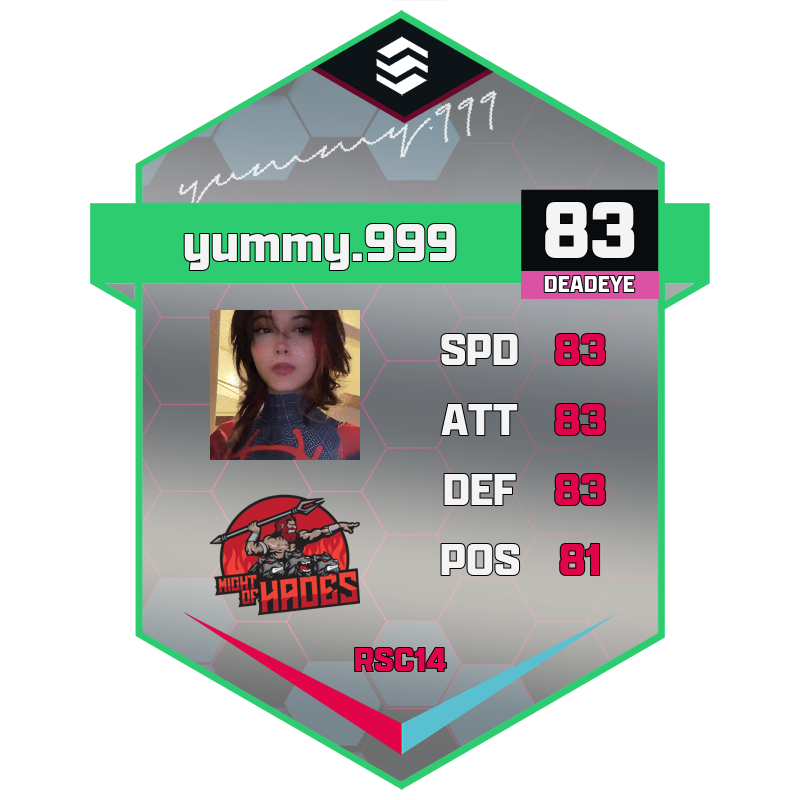 yummy.999
yummy.999
83
DEADEYE
SPD 83
ATT 83
DEF 83
POS 81
MIGHT
OF HADES
RSC14